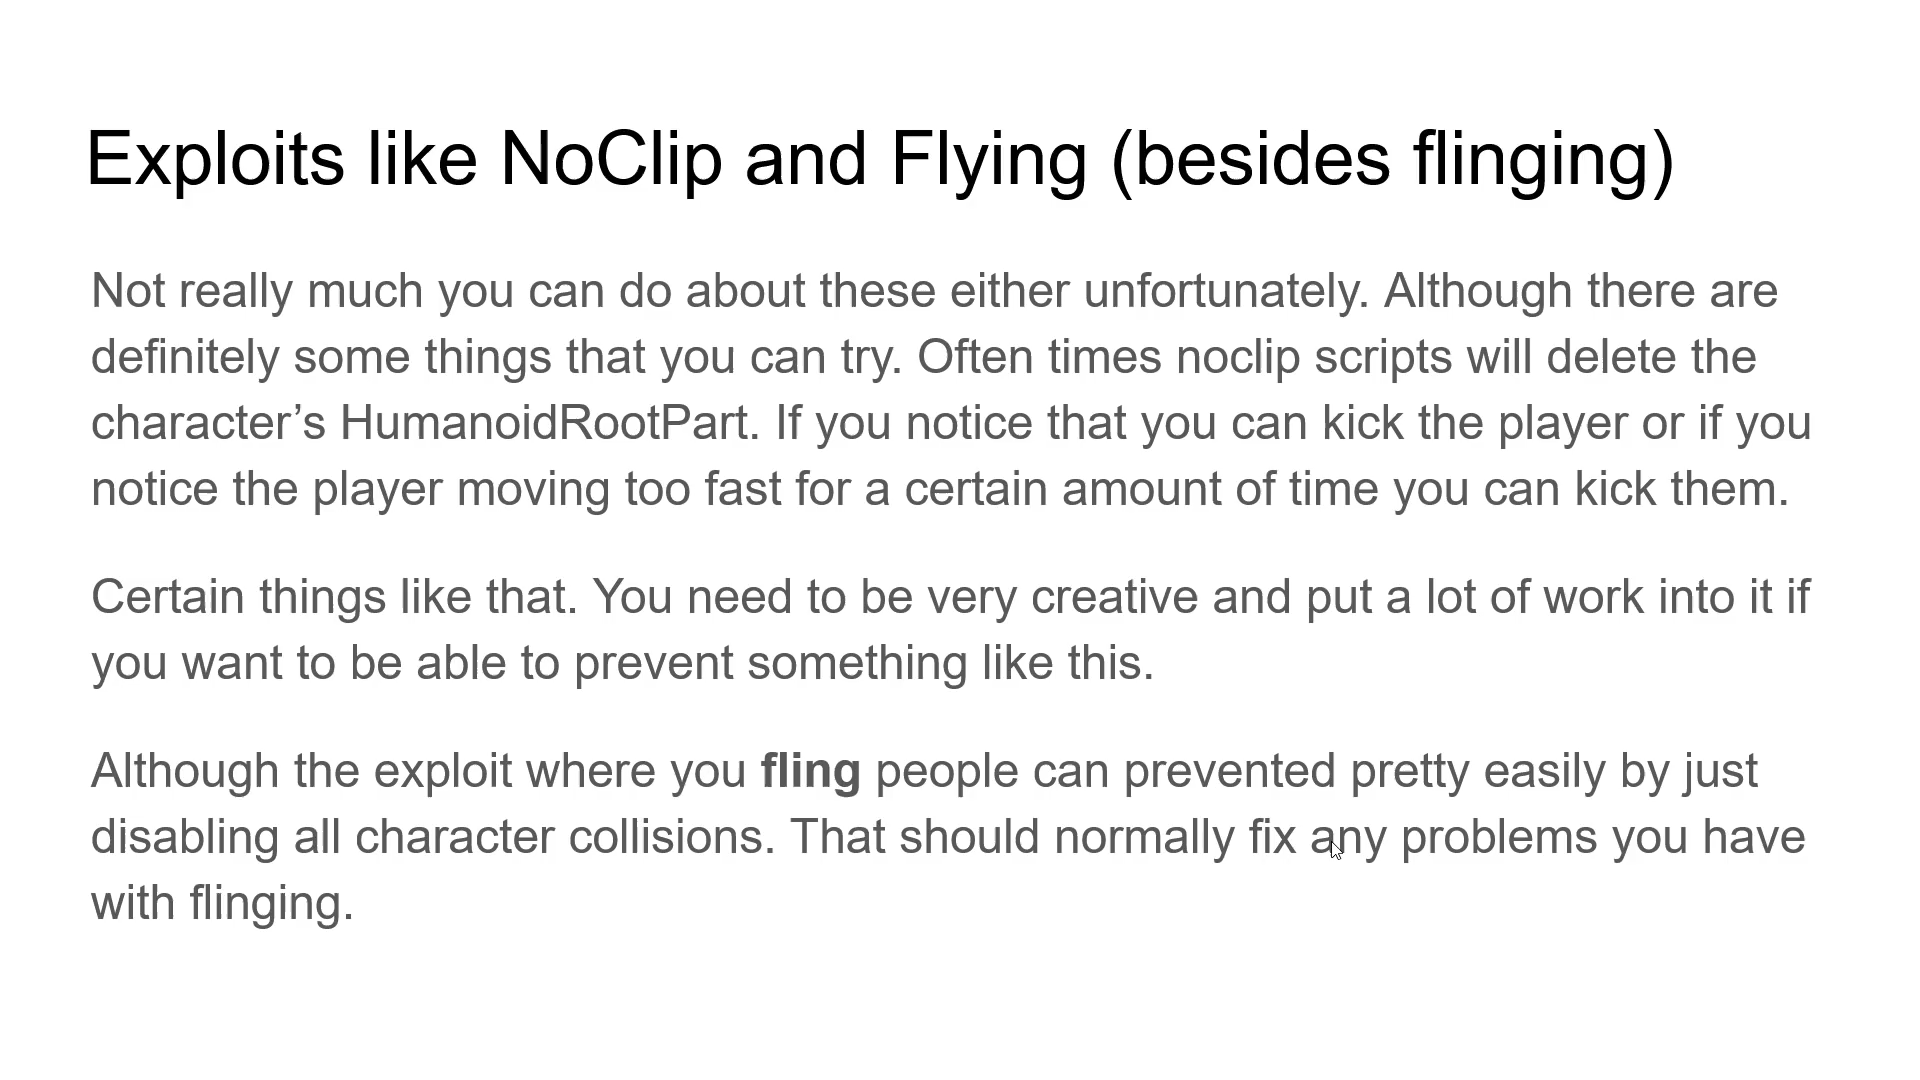 Exploits like NoClip and Flying (besides flinging)
Not really much you can do about these either unfortunately. Although there are
definitely some things that you can try. Often times noclip scripts will delete the
character’s HumanoidRootPart. If you notice that you can kick the player or if you
notice the player moving too fast for a certain amount of time you can kick them.
Certain things like that. You need to be very creative and put a lot of work into it if
you want to be able to prevent something like this.
Although the exploit where you fling people can prevented pretty easily by just
disabling all character collisions. That should normally fix any problems you have
with flinging.